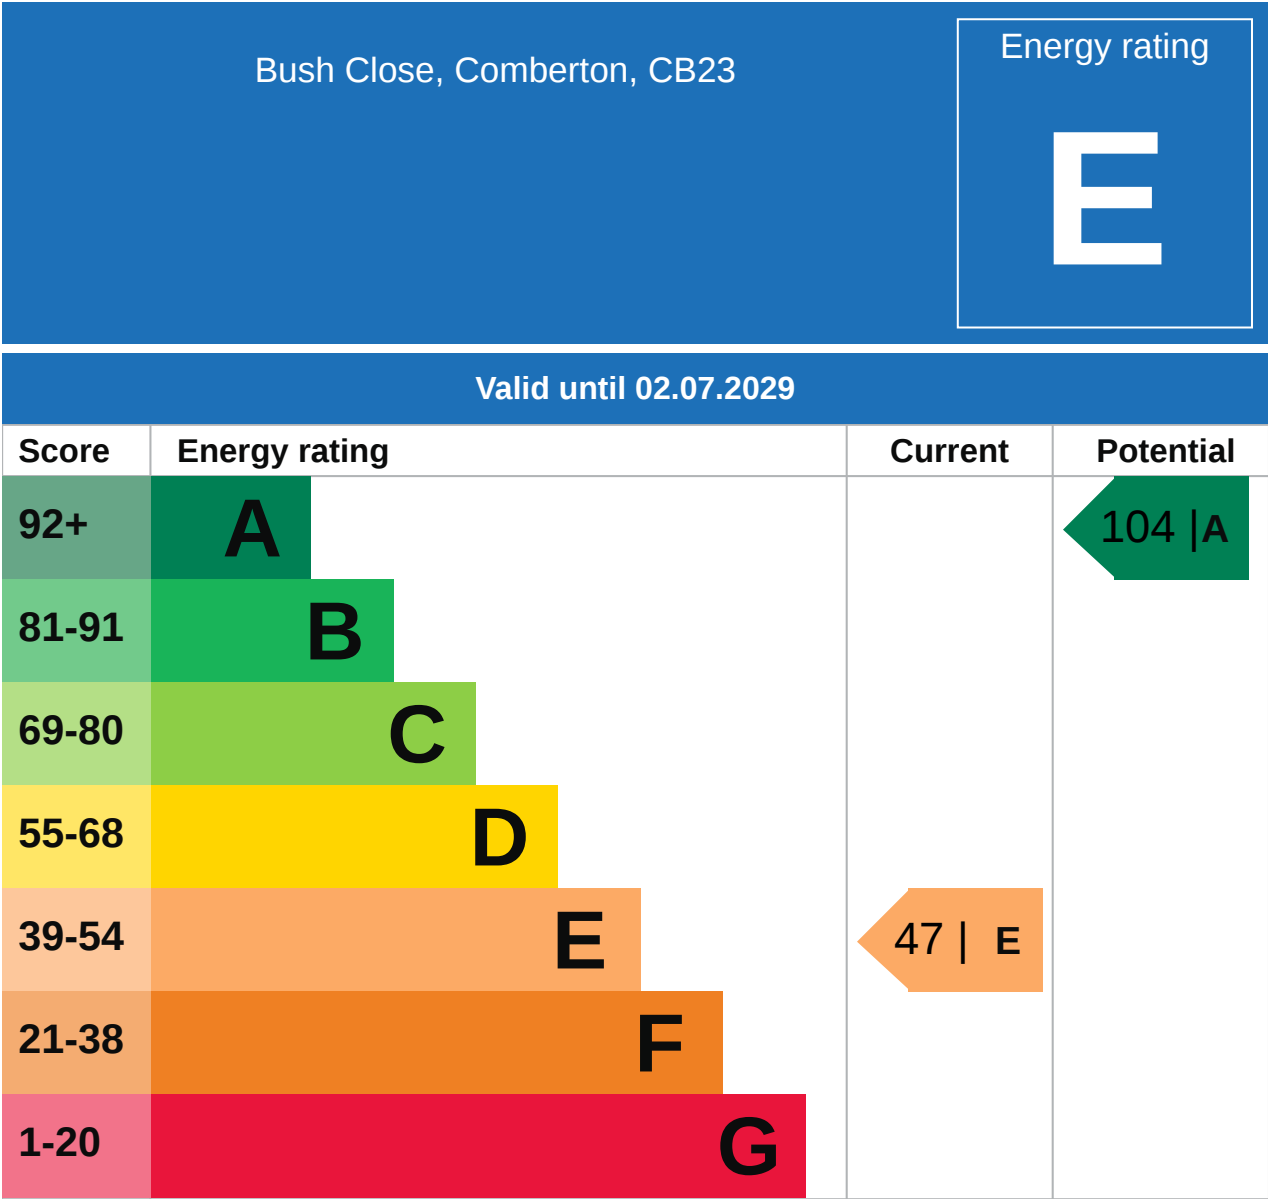 Bush Close, Comberton, CB23
Energy rating
E
Valid until 02.07.2029
Score Energy rating Current Potential
92+ A 104 | A
81-91 B
69-80 C
55-68 D
39-54 E 47 | E
21-38 F
1-20 G